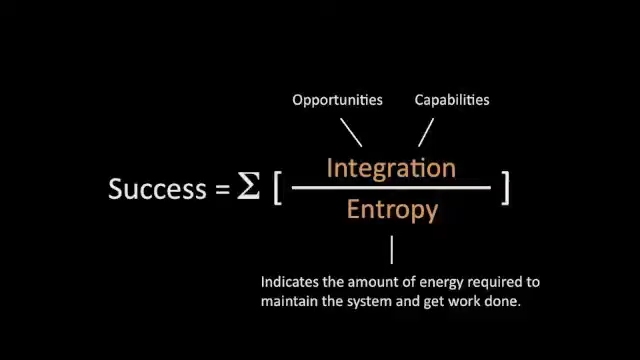 Opportunities Capabilities
Integration
Success = Σ [ ]
Entropy
Indicates the amount of energy required to
maintain the system and get work done.